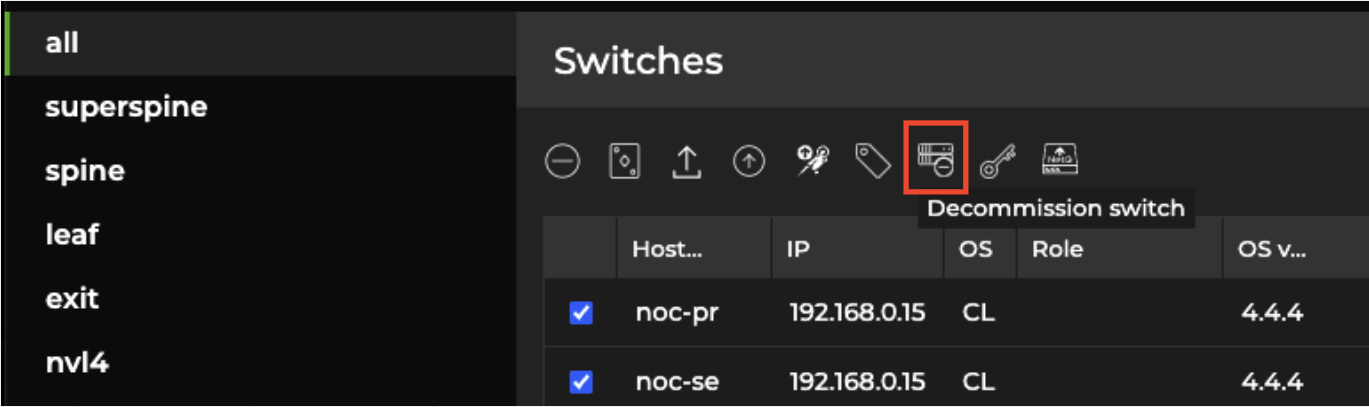 all
superspine
spine
leaf
exit
nvl4
Switches
NetQ
Decommission switch
Host... IP OS Role OS v...
noc-pr 192.168.0.15 CL 4.4.4
noc-se 192.168.0.15 CL 4.4.4